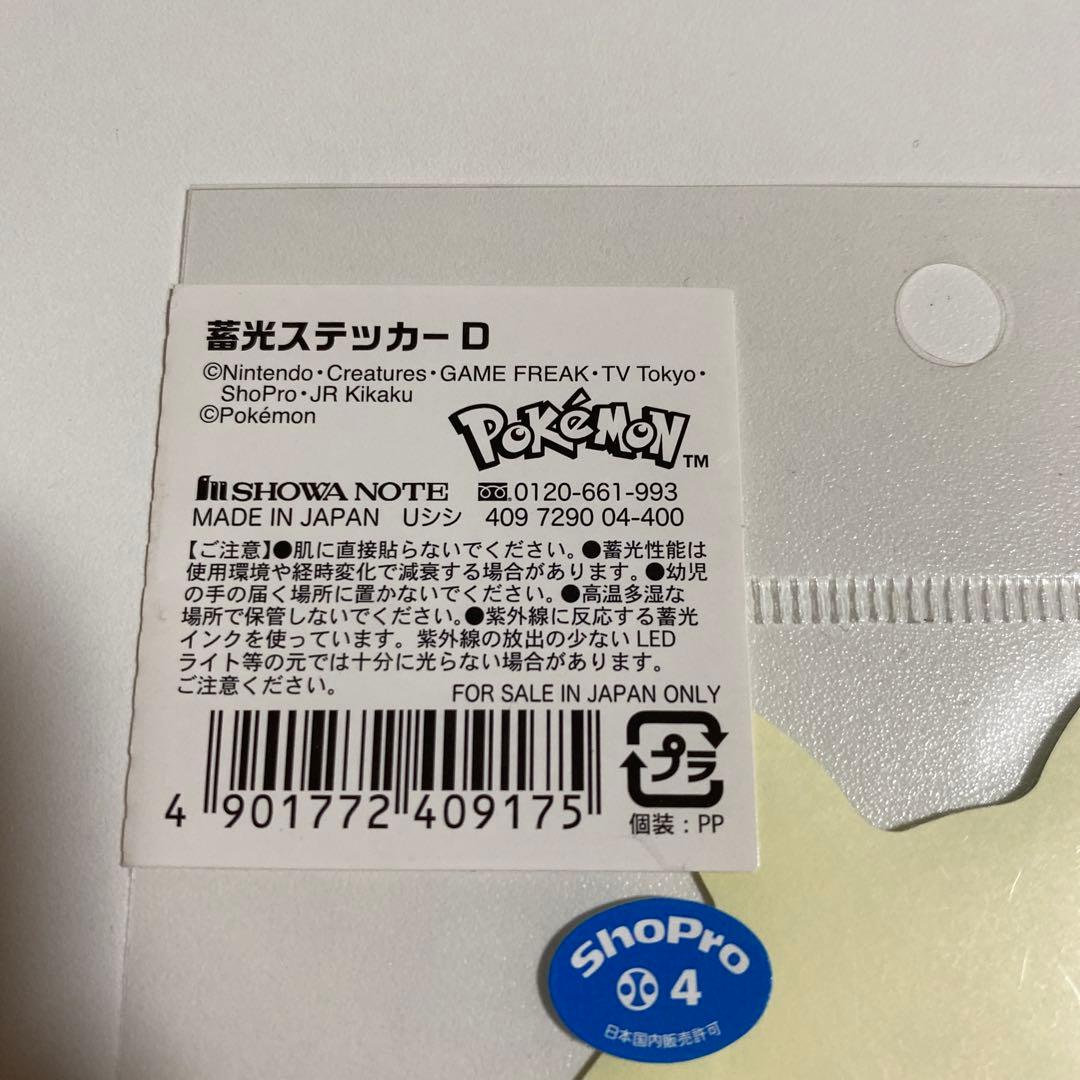 蓄光ステッカー D
©Nintendo・Creatures・GAME FREAK・TV Tokyo・
ShoPro・JR Kikaku
©Pokémon
POKéMON™
SHOWA NOTE 0120-661-993
MADE IN JAPAN Uシシ 409 7290 04-400
【ご注意】●肌に直接貼らないでください。●蓄光性能は
使用環境や経時変化で減衰する場合があります。●幼児
の手の届く場所に置かないでください。●高温多湿な
場所で保管しないでください。●紫外線に反応する蓄光
インクを使っています。紫外線の放出の少ない LED
ライト等の元では十分に光らない場合があります。
ご注意ください。
FOR SALE IN JAPAN ONLY
4 901772 409175
プラ
個装：PP
ShoPro
4
日本国内販売許可